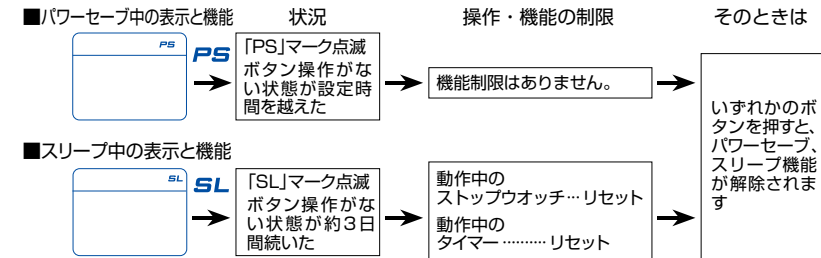 ■パワーセーブ中の表示と機能
状況
操作・機能の制限
そのときは
PS
PS
「PS」マーク点滅
ボタン操作がな
い状態が設定時
間を越えた
機能制限はありません。
いずれかのボ
タンを押すと、
パワーセーブ、
スリープ機能
が解除されま
す
■スリープ中の表示と機能
SL
SL
「SL」マーク点滅
ボタン操作がな
い状態が約3日
間続いた
動作中の
ストップウオッチ…リセット
動作中の
タイマー ………リセット